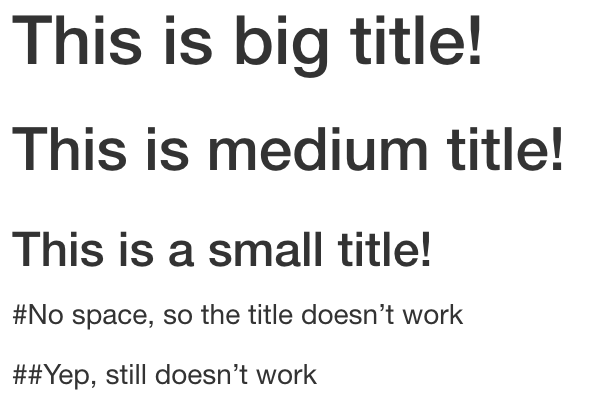 This is big title!
This is medium title!
This is a small title!
#No space, so the title doesn’t work
##Yep, still doesn’t work